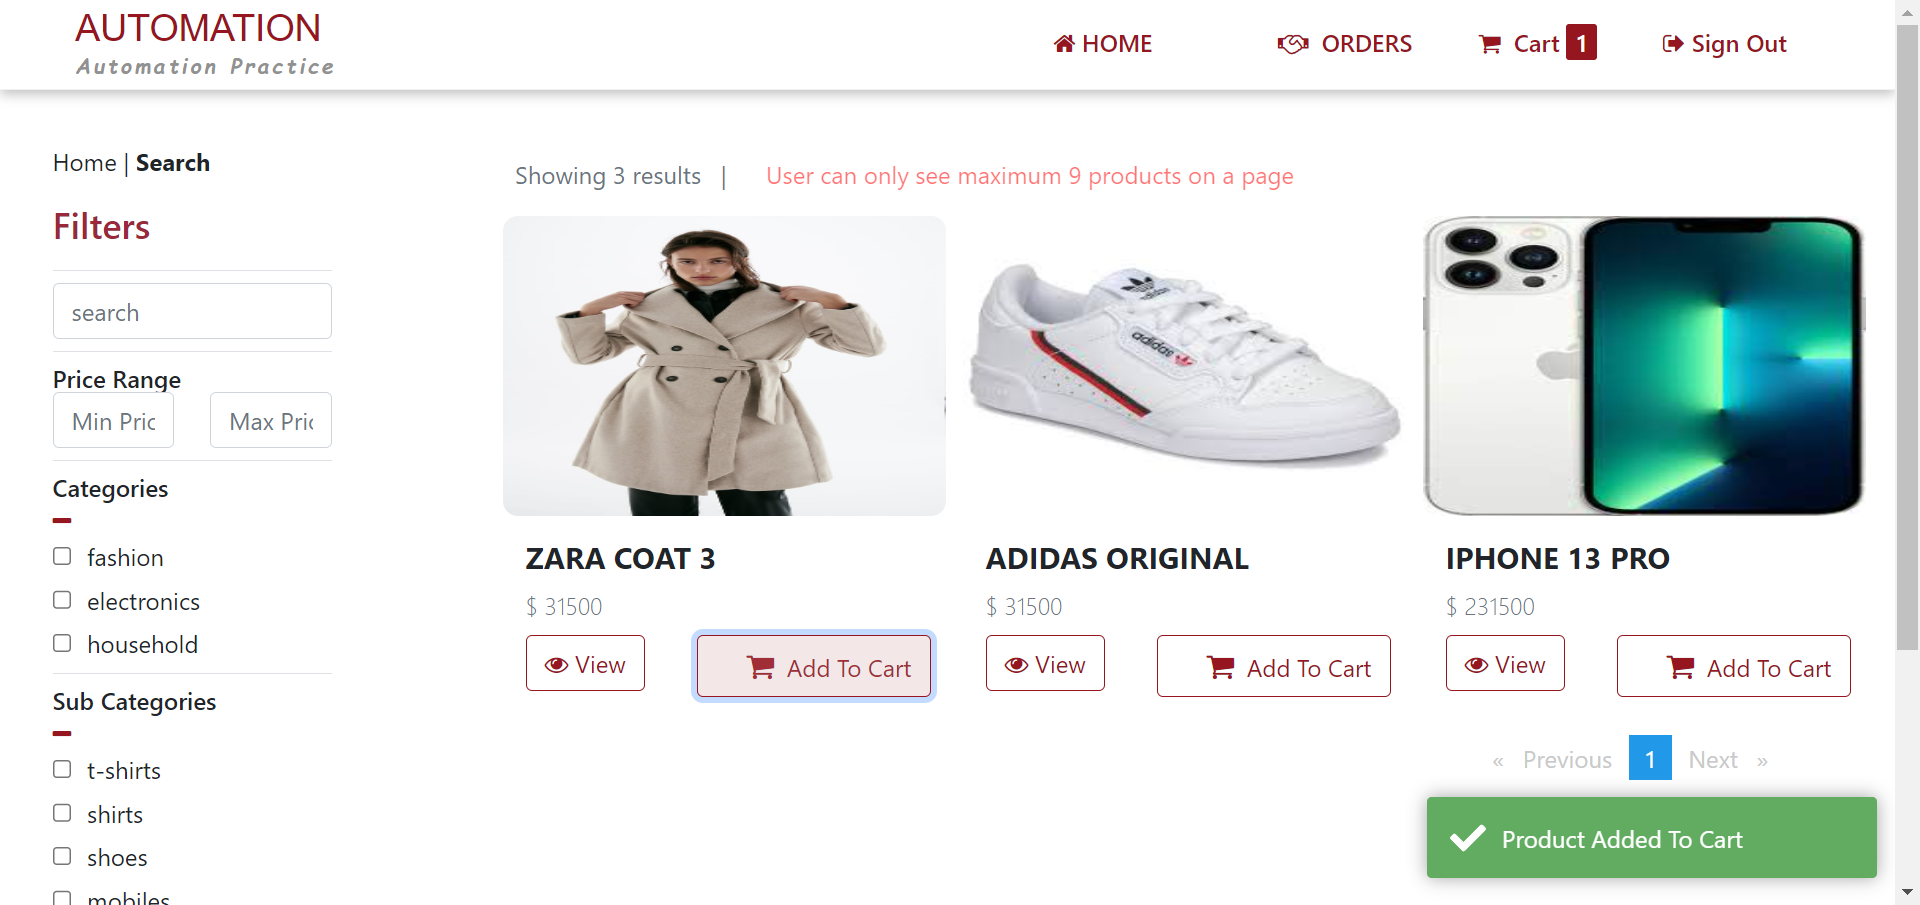 AUTOMATION
Automation Practice
HOME
ORDERS
Cart 1
Sign Out
Home | Search
Showing 3 results |
User can only see maximum 9 products on a page
Filters
search
Price Range
Min Pric
Max Pric
Categories
fashion
electronics
household
Sub Categories
t-shirts
shirts
shoes
mobiles
adidas
adidas
ZARA COAT 3
$ 31500
View
Add To Cart
ADIDAS ORIGINAL
$ 31500
View
Add To Cart
IPHONE 13 PRO
$ 231500
View
Add To Cart
« Previous 1 Next »
Product Added To Cart